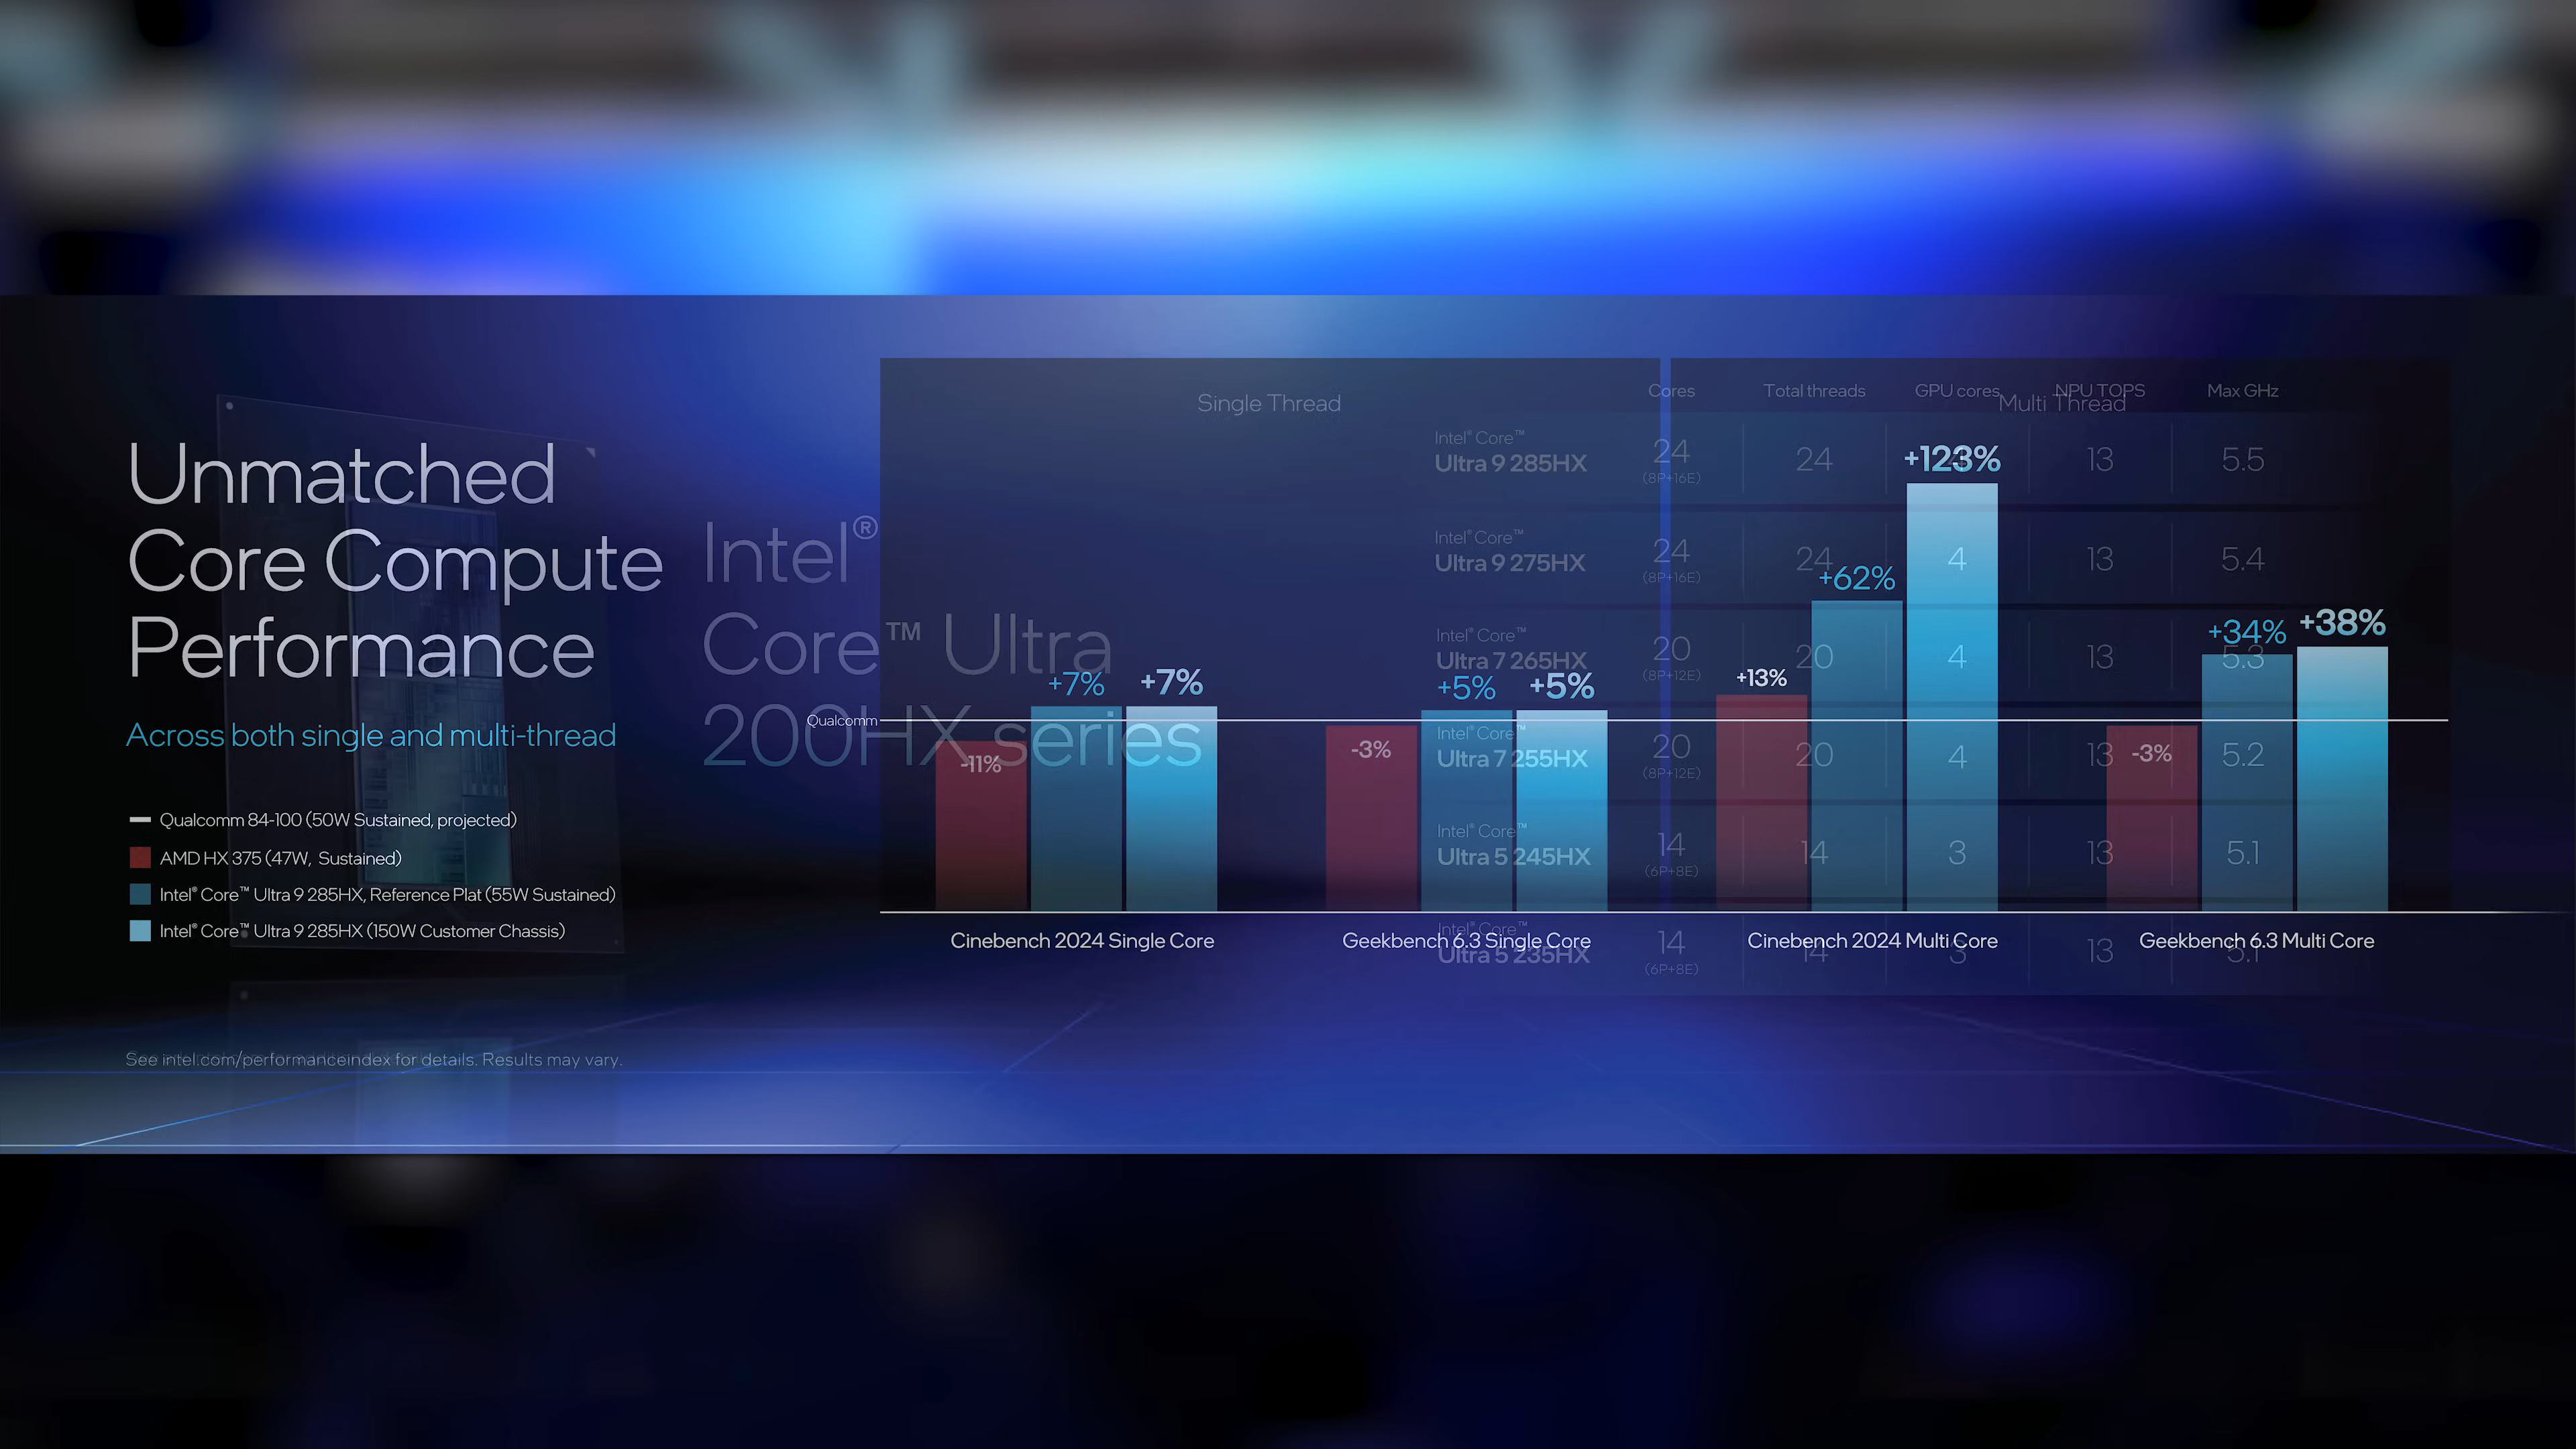 Unmatched
Core Compute
Performance
Across both single and multi-thread
Qualcomm 84-100 (50W Sustained, projected)
AMD HX 375 (47W, Sustained)
Intel® Core™ Ultra 9 285HX, Reference Plat (55W Sustained)
Intel® Core™ Ultra 9 285HX (150W Customer Chassis)
See intel.com/performanceindex for details. Results may vary.
Intel®
Core™ Ultra
200HX series
Single Thread
Multi Thread
Qualcomm
-11% +7% +7%
-3% +5% +5%
+13% +62% +123%
-3% +34% +38%
Cinebench 2024 Single Core
Geekbench 6.3 Single Core
Cinebench 2024 Multi Core
Geekbench 6.3 Multi Core
Cores Total threads GPU cores NPU TOPS Max GHz
Intel® Core™
Ultra 9 285HX 24 24 13 5.5
(8P+16E)
Intel® Core™
Ultra 9 275HX 24 24 4 13 5.4
(8P+16E)
Intel® Core™
Ultra 7 265HX 20 20 4 13 5.3
(8P+12E)
Intel® Core™
Ultra 7 255HX 20 20 4 13 5.2
(8P+12E)
Intel® Core™
Ultra 5 245HX 14 14 3 13 5.1
(6P+8E)
Intel® Core™
Ultra 5 235HX 14 14 3 13 5.1
(6P+8E)